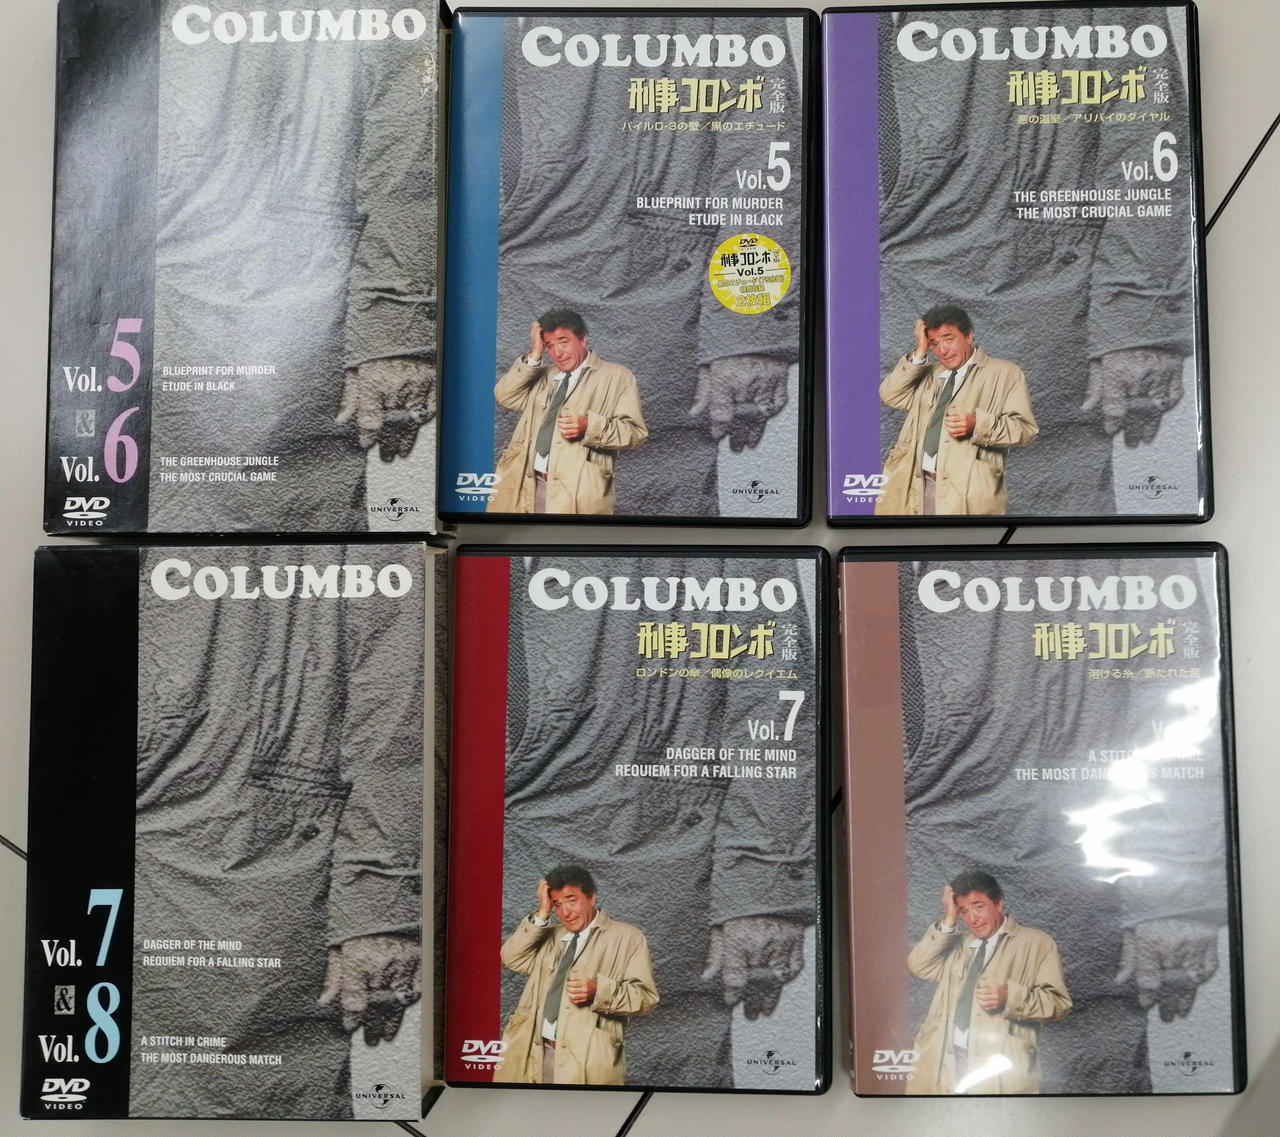 COLUMBO
Vol. 5
&
Vol. 6
BLUEPRINT FOR MURDER
ETUDE IN BLACK
THE GREENHOUSE JUNGLE
THE MOST CRUCIAL GAME
DVD
VIDEO
UNIVERSAL
COLUMBO
刑事コロンボ 完全版
パイルD-3の壁／黒のエチュード
Vol.5
BLUEPRINT FOR MURDER
ETUDE IN BLACK
DVD
刑事コロンボ 完全版
Vol.5
2枚組
DVD
VIDEO
UNIVERSAL
COLUMBO
刑事コロンボ 完全版
悪の温室／アリバイのダイヤル
Vol.6
THE GREENHOUSE JUNGLE
THE MOST CRUCIAL GAME
DVD
VIDEO
UNIVERSAL
COLUMBO
Vol. 7
&
Vol. 8
DAGGER OF THE MIND
REQUIEM FOR A FALLING STAR
A STITCH IN CRIME
THE MOST DANGEROUS MATCH
DVD
VIDEO
UNIVERSAL
COLUMBO
刑事コロンボ 完全版
ロンドンの傘／偶像のレクイエム
Vol.7
DAGGER OF THE MIND
REQUIEM FOR A FALLING STAR
DVD
VIDEO
UNIVERSAL
COLUMBO
刑事コロンボ 完全版
溶ける糸／断たれた音
A STITCH IN CRIME
THE MOST DANGEROUS MATCH
DVD
VIDEO
UNIVERSAL